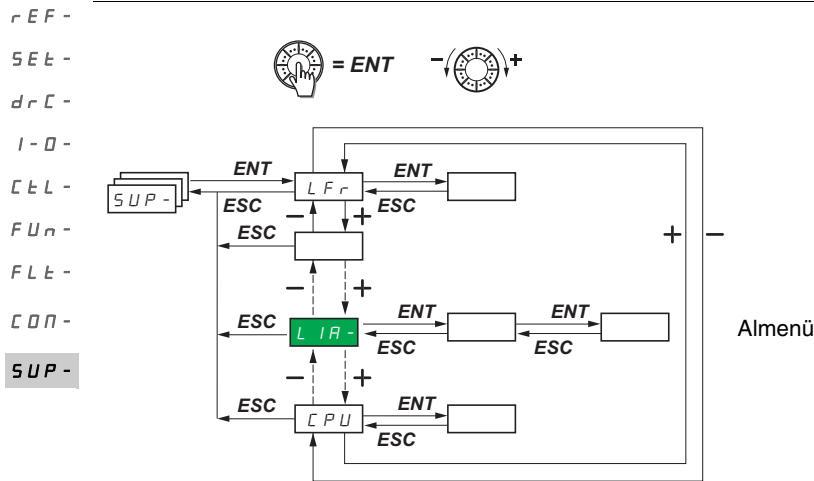 rEF-
SEt-
drC-
I-O-
CtL-
FUn-
FLt-
COM-
SUP-
= ENT
- +
SUP-
ENT
ESC
LFr
ENT
ESC
- +
ESC
- +
ESC
LIA-
ENT
ESC
ENT
ESC
Almenü
- +
ESC
CPU
ENT
ESC
+ -